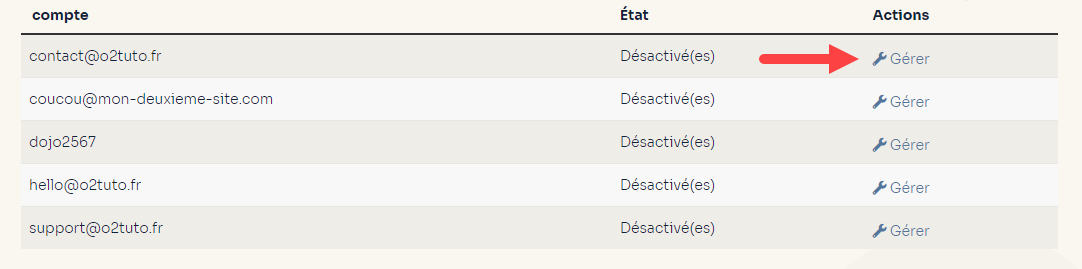 compte État Actions
contact@o2tuto.fr Désactivé(es) Gérer
coucou@mon-deuxieme-site.com Désactivé(es) Gérer
dojo2567 Désactivé(es) Gérer
hello@o2tuto.fr Désactivé(es) Gérer
support@o2tuto.fr Désactivé(es) Gérer